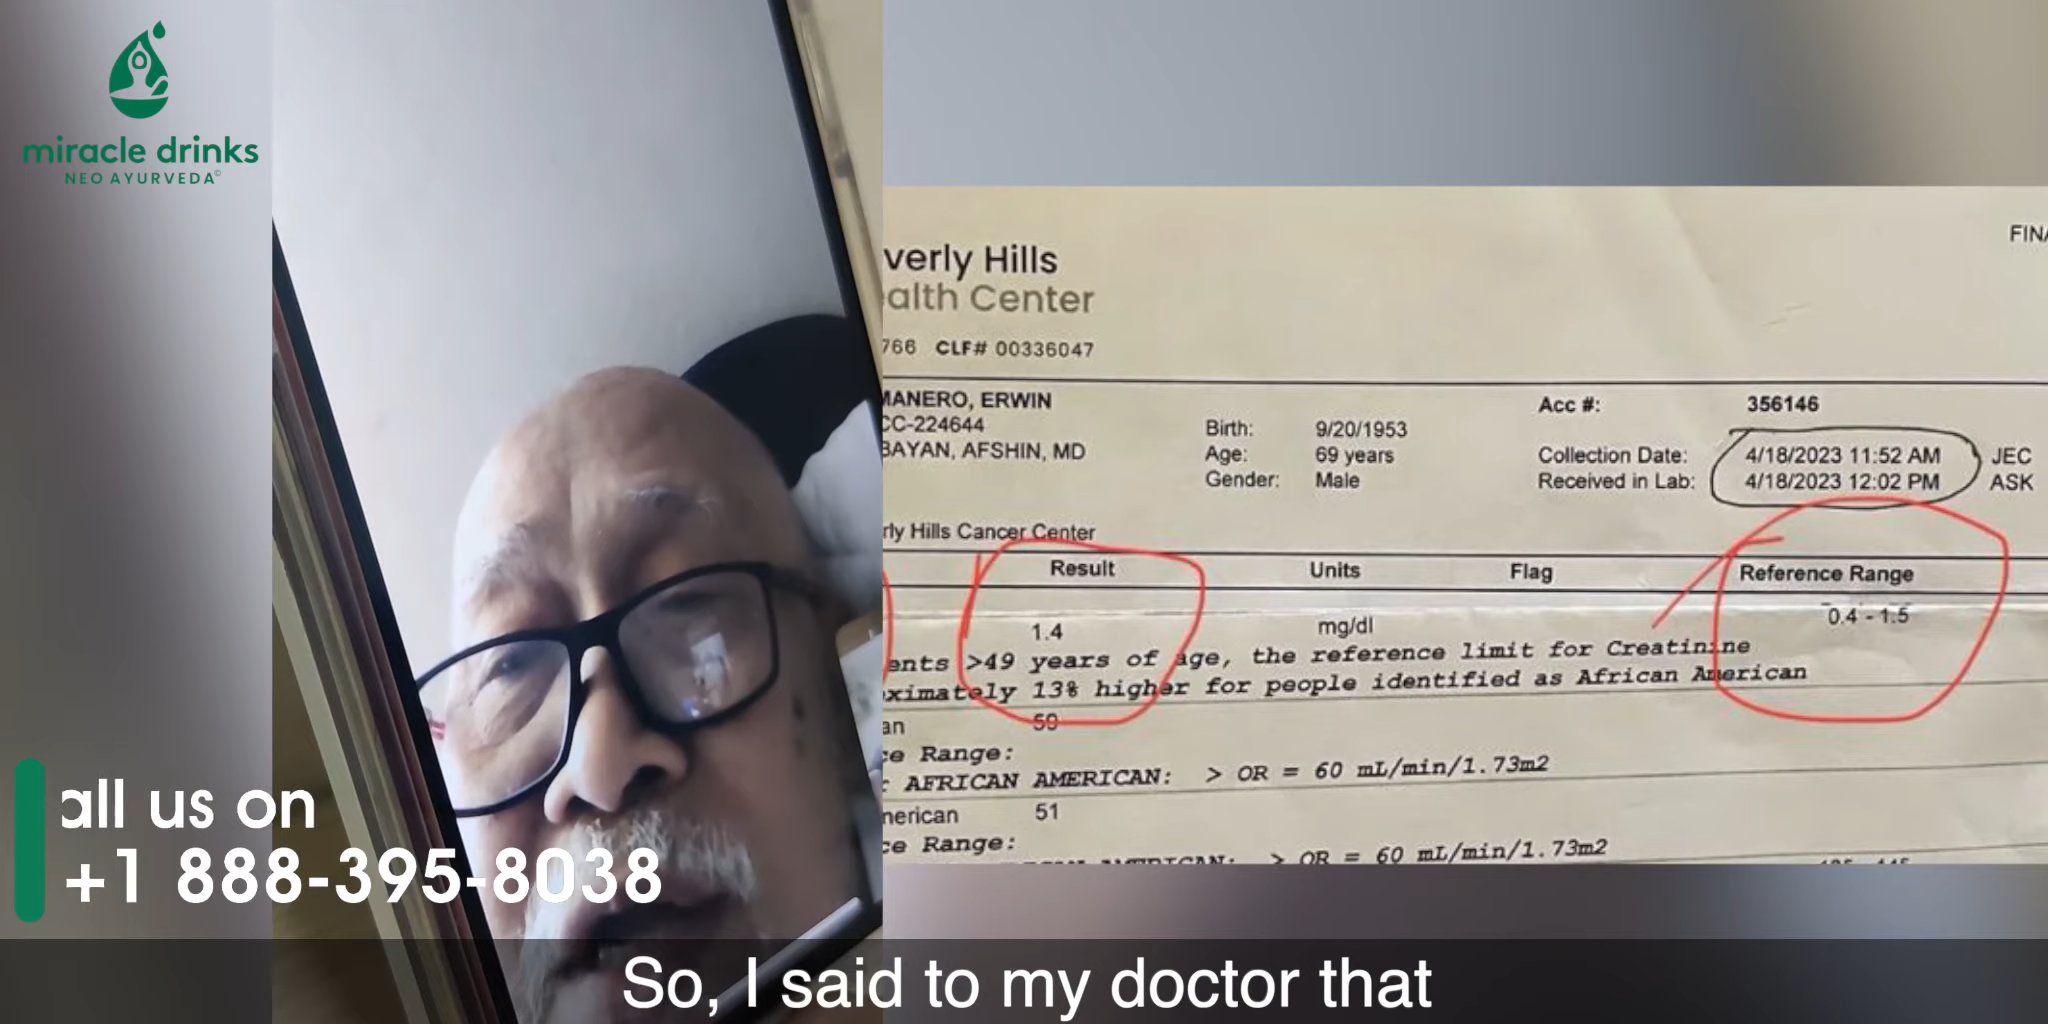 miracle drinks
NEO AYURVEDA©
all us on
+1 888-395-8038
FINA
verly Hills
ealth Center
766 CLF# 00336047
MANERO, ERWIN
CC-224644
BAYAN, AFSHIN, MD
Birth: 9/20/1953
Age: 69 years
Gender: Male
Acc #: 356146
Collection Date: 4/18/2023 11:52 AM JEC
Received in Lab: 4/18/2023 12:02 PM ASK
rly Hills Cancer Center
Result Units Flag Reference Range
1.4 mg/dl 0.4 - 1.5
ents >49 years of age, the reference limit for Creatinine
ximately 13% higher for people identified as African American
an 59
ce Range:
AFRICAN AMERICAN: > OR = 60 mL/min/1.73m2
merican 51
ce Range:
> OR = 60 mL/min/1.73m2
So, I said to my doctor that